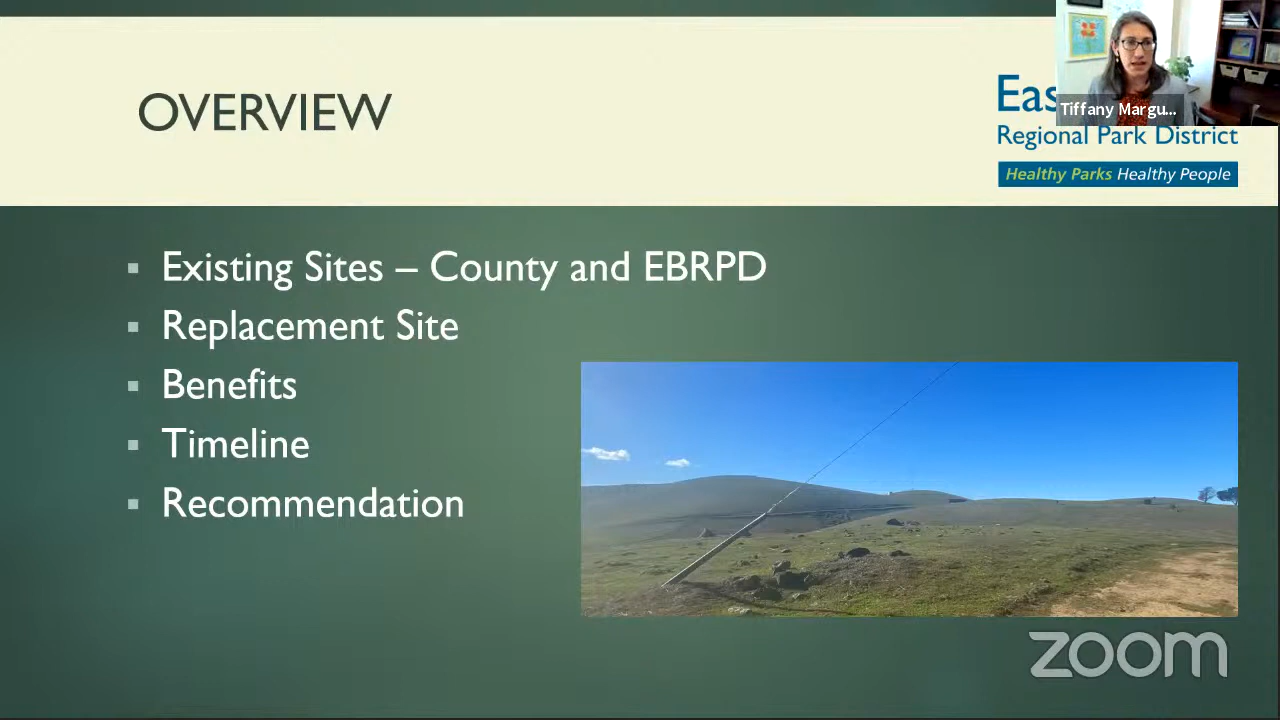 OVERVIEW
Eas
Tiffany Margu...
Regional Park District
Healthy Parks Healthy People
Existing Sites – County and EBRPD
Replacement Site
Benefits
Timeline
Recommendation
zoom